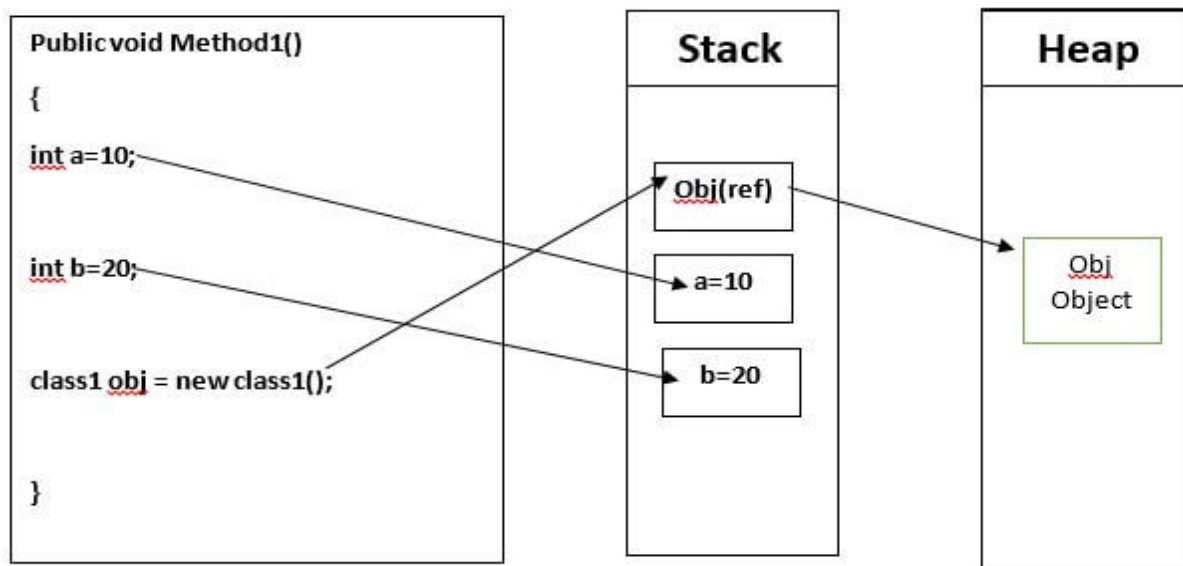 Public void Method1()
{
int a=10;
int b=20;
class1 obj = new class1();
}
Stack
Obj(ref)
a=10
b=20
Heap
Obj
Object